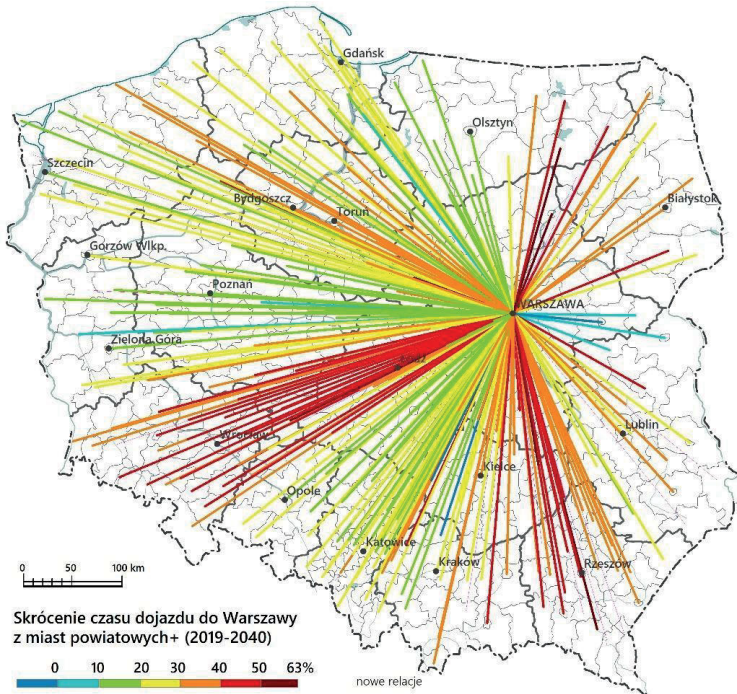 Gdańsk
Olsztyn
Szczecin
Bydgoszcz
Białystok
Toruń
Gorzów Wlkp.
Poznań
WARSZAWA
Zielona Góra
Łódź
Lublin
Wrocław
Kielce
Opole
Katowice
Kraków
Rzeszów
0 50 100 km
Skrócenie czasu dojazdu do Warszawy
z miast powiatowych+ (2019-2040)
0 10 20 30 40 50 63%
nowe relacje